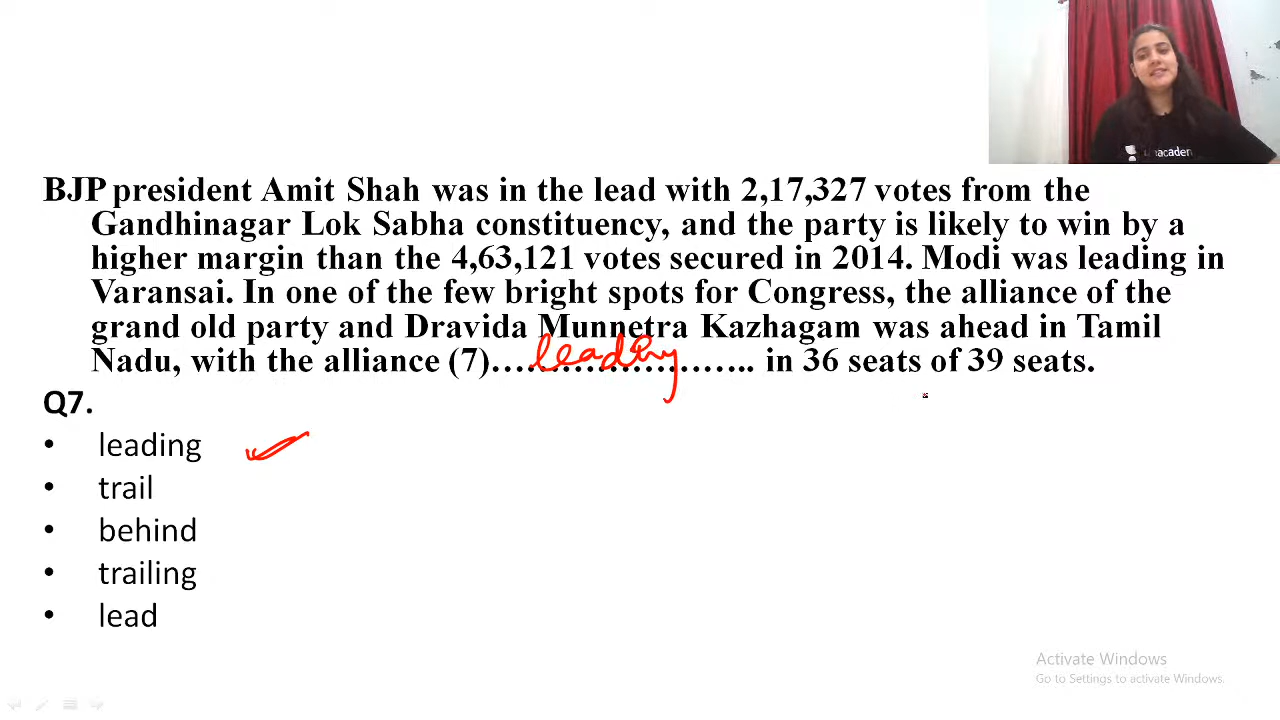 BJP president Amit Shah was in the lead with 2,17,327 votes from the
Gandhinagar Lok Sabha constituency, and the party is likely to win by a
higher margin than the 4,63,121 votes secured in 2014. Modi was leading in
Varansai. In one of the few bright spots for Congress, the alliance of the
grand old party and Dravida Munnetra Kazhagam was ahead in Tamil
leading
Nadu, with the alliance (7)……………………….. in 36 seats of 39 seats.
Q7.
• leading
• trail
• behind
• trailing
• lead
Activate Windows
Go to Settings to activate Windows.